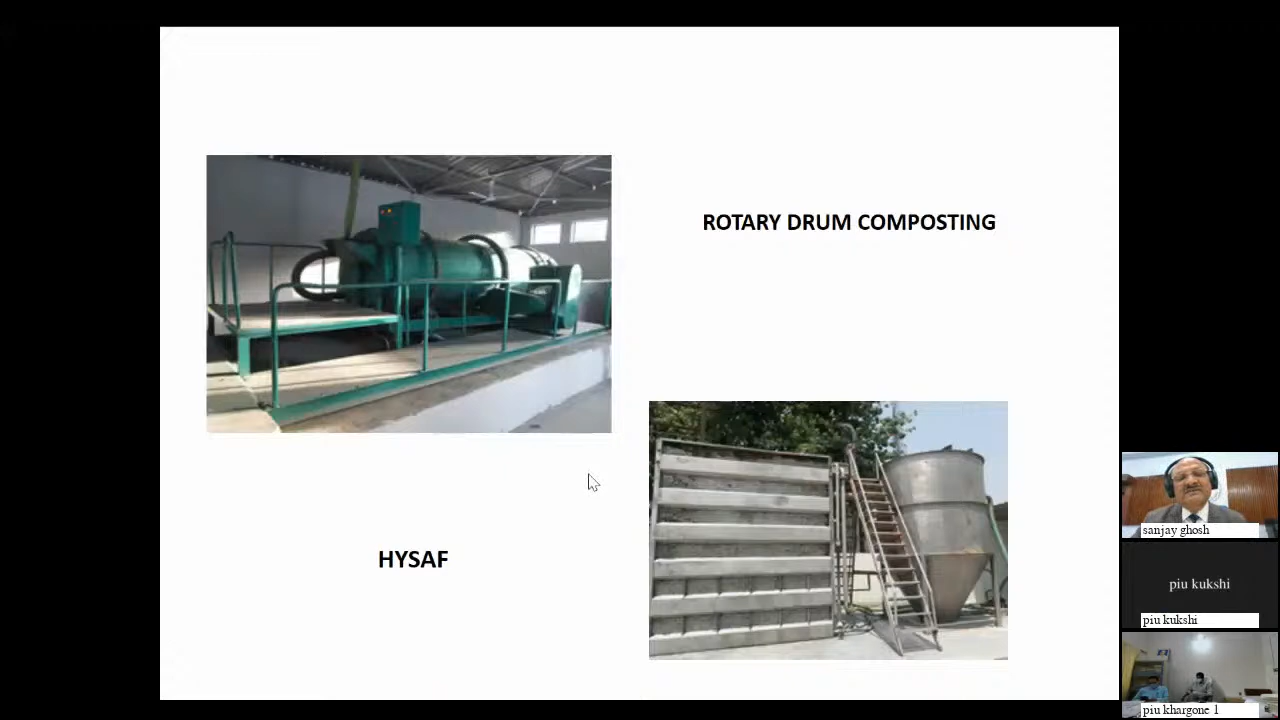 ROTARY DRUM COMPOSTING
HYSAF
sanjay ghosh
piu kukshi
piu kukshi
piu khargone 1